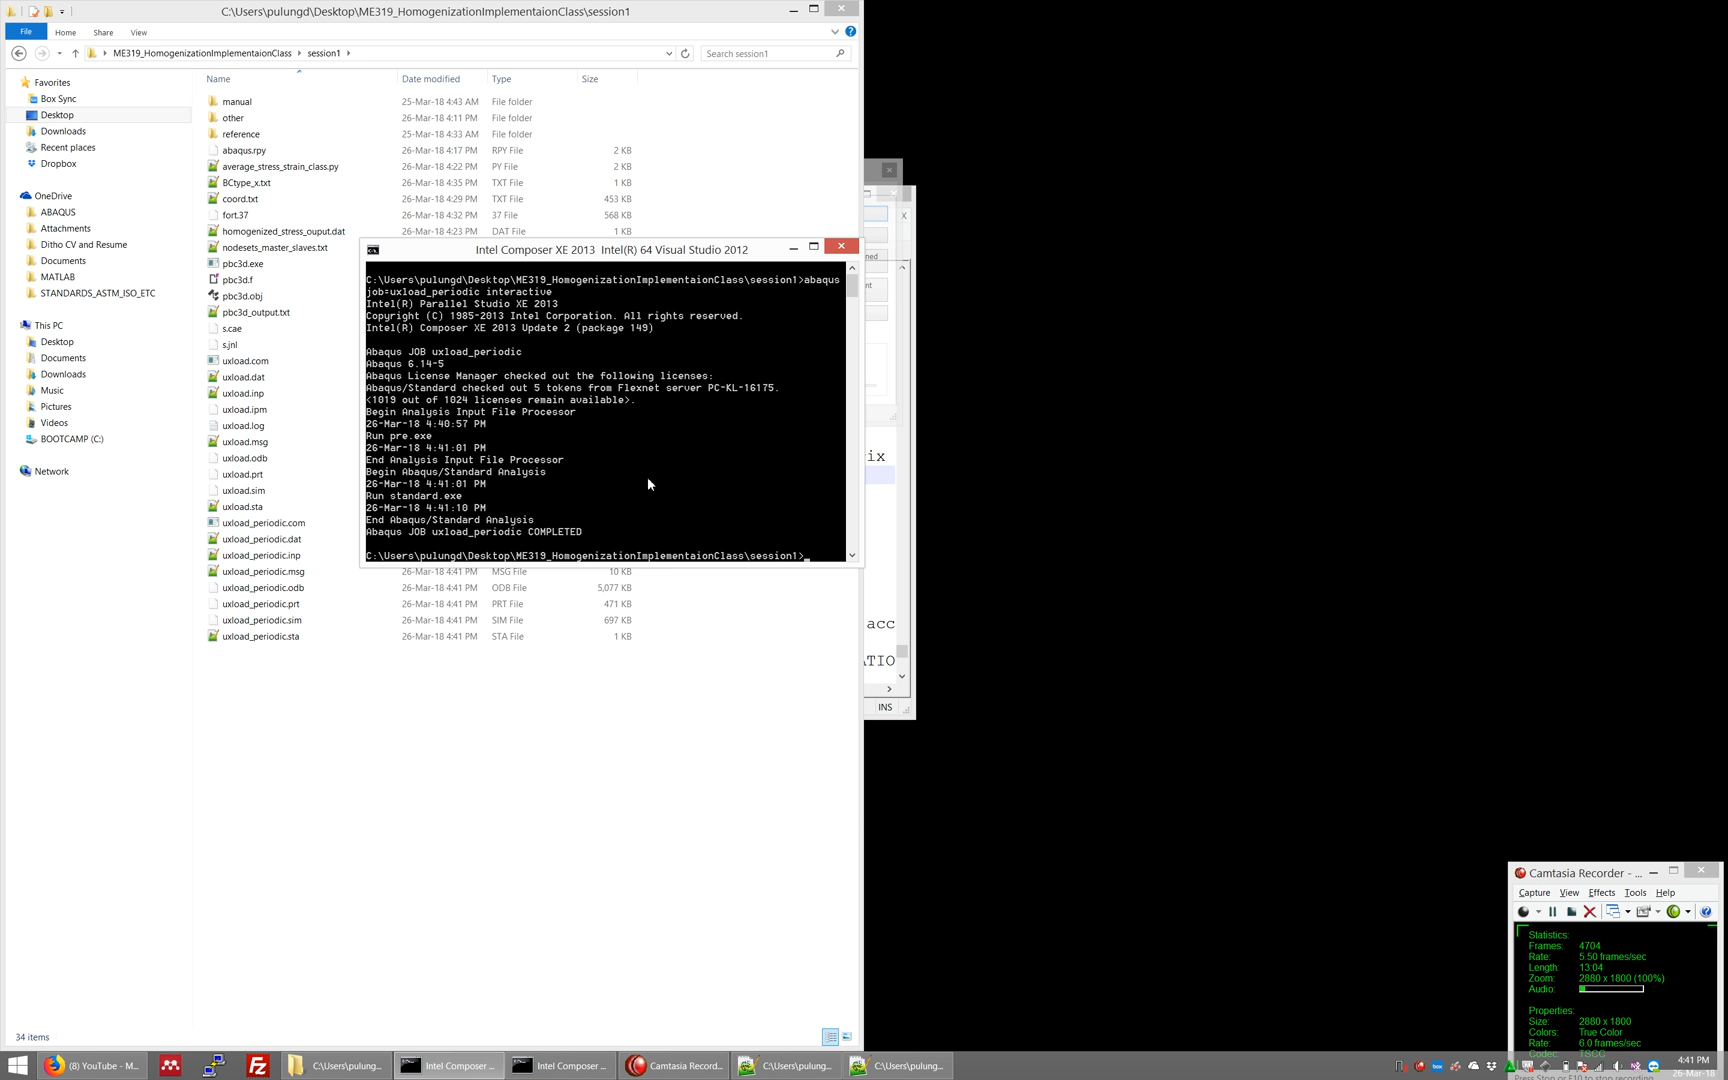 C:\Users\pulungd\Desktop\ME319_HomogenizationImplementaionClass\session1
File Home Share View
ME319_HomogenizationImplementaionClass session1
Search session1
Name Date modified Type Size
Favorites
Box Sync
Desktop
Downloads
Recent places
Dropbox
OneDrive
ABAQUS
Attachments
Ditho CV and Resume
Documents
MATLAB
STANDARDS_ASTM_ISO_ETC
This PC
Desktop
Documents
Downloads
Music
Pictures
Videos
BOOTCAMP (C:)
Network
manual 25-Mar-18 4:43 AM File folder
other 26-Mar-18 4:11 PM File folder
reference 25-Mar-18 4:33 AM File folder
abaqus.rpy 26-Mar-18 4:17 PM RPY File 2 KB
average_stress_strain_class.py 26-Mar-18 4:22 PM PY File 2 KB
BCtype_x.txt 26-Mar-18 4:35 PM TXT File 1 KB
coord.txt 26-Mar-18 4:29 PM TXT File 453 KB
fort.37 26-Mar-18 4:32 PM 37 File 568 KB
homogenized_stress_ouput.dat 26-Mar-18 4:23 PM DAT File 1 KB
nodesets_master_slaves.txt
pbc3d.exe
pbc3d.f
pbc3d.obj
pbc3d_output.txt
s.cae
s.jnl
uxload.com
uxload.dat
uxload.inp
uxload.ipm
uxload.log
uxload.msg
uxload.odb
uxload.prt
uxload.sim
uxload.sta
uxload_periodic.com
uxload_periodic.dat
uxload_periodic.inp
uxload_periodic.msg 26-Mar-18 4:41 PM MSG File 10 KB
uxload_periodic.odb 26-Mar-18 4:41 PM ODB File 5,077 KB
uxload_periodic.prt 26-Mar-18 4:41 PM PRT File 471 KB
uxload_periodic.sim 26-Mar-18 4:41 PM SIM File 697 KB
uxload_periodic.sta 26-Mar-18 4:41 PM STA File 1 KB
34 items
Intel Composer XE 2013 Intel(R) 64 Visual Studio 2012
C:\Users\pulungd\Desktop\ME319_HomogenizationImplementaionClass\session1>abaqus
job=uxload_periodic interactive
Intel(R) Parallel Studio XE 2013
Copyright (C) 1985-2013 Intel Corporation. All rights reserved.
Intel(R) Composer XE 2013 Update 2 (package 149)
Abaqus JOB uxload_periodic
Abaqus 6.14-5
Abaqus License Manager checked out the following licenses:
Abaqus/Standard checked out 5 tokens from Flexnet server PC-KL-16175.
<1019 out of 1024 licenses remain available>.
Begin Analysis Input File Processor
26-Mar-18 4:40:57 PM
Run pre.exe
26-Mar-18 4:41:01 PM
End Analysis Input File Processor
Begin Abaqus/Standard Analysis
26-Mar-18 4:41:01 PM
Run standard.exe
26-Mar-18 4:41:10 PM
End Abaqus/Standard Analysis
Abaqus JOB uxload_periodic COMPLETED
C:\Users\pulungd\Desktop\ME319_HomogenizationImplementaionClass\session1>_
X
ned
nt
ix
acc
ATIO
INS
Camtasia Recorder - ...
Capture View Effects Tools Help
Statistics:
Frames: 4704
Rate: 5.50 frames/sec
Length: 13:04
Zoom: 2880 x 1800 (100%)
Audio:
Properties:
Size: 2880 x 1800
Colors: True Color
Rate: 6.0 frames/sec
Codec: TSCC
(8) YouTube - M...
C:\Users\pulung...
Intel Composer ...
Intel Composer ...
Camtasia Record...
C:\Users\pulung...
C:\Users\pulung...
4:41 PM
26-Mar-18